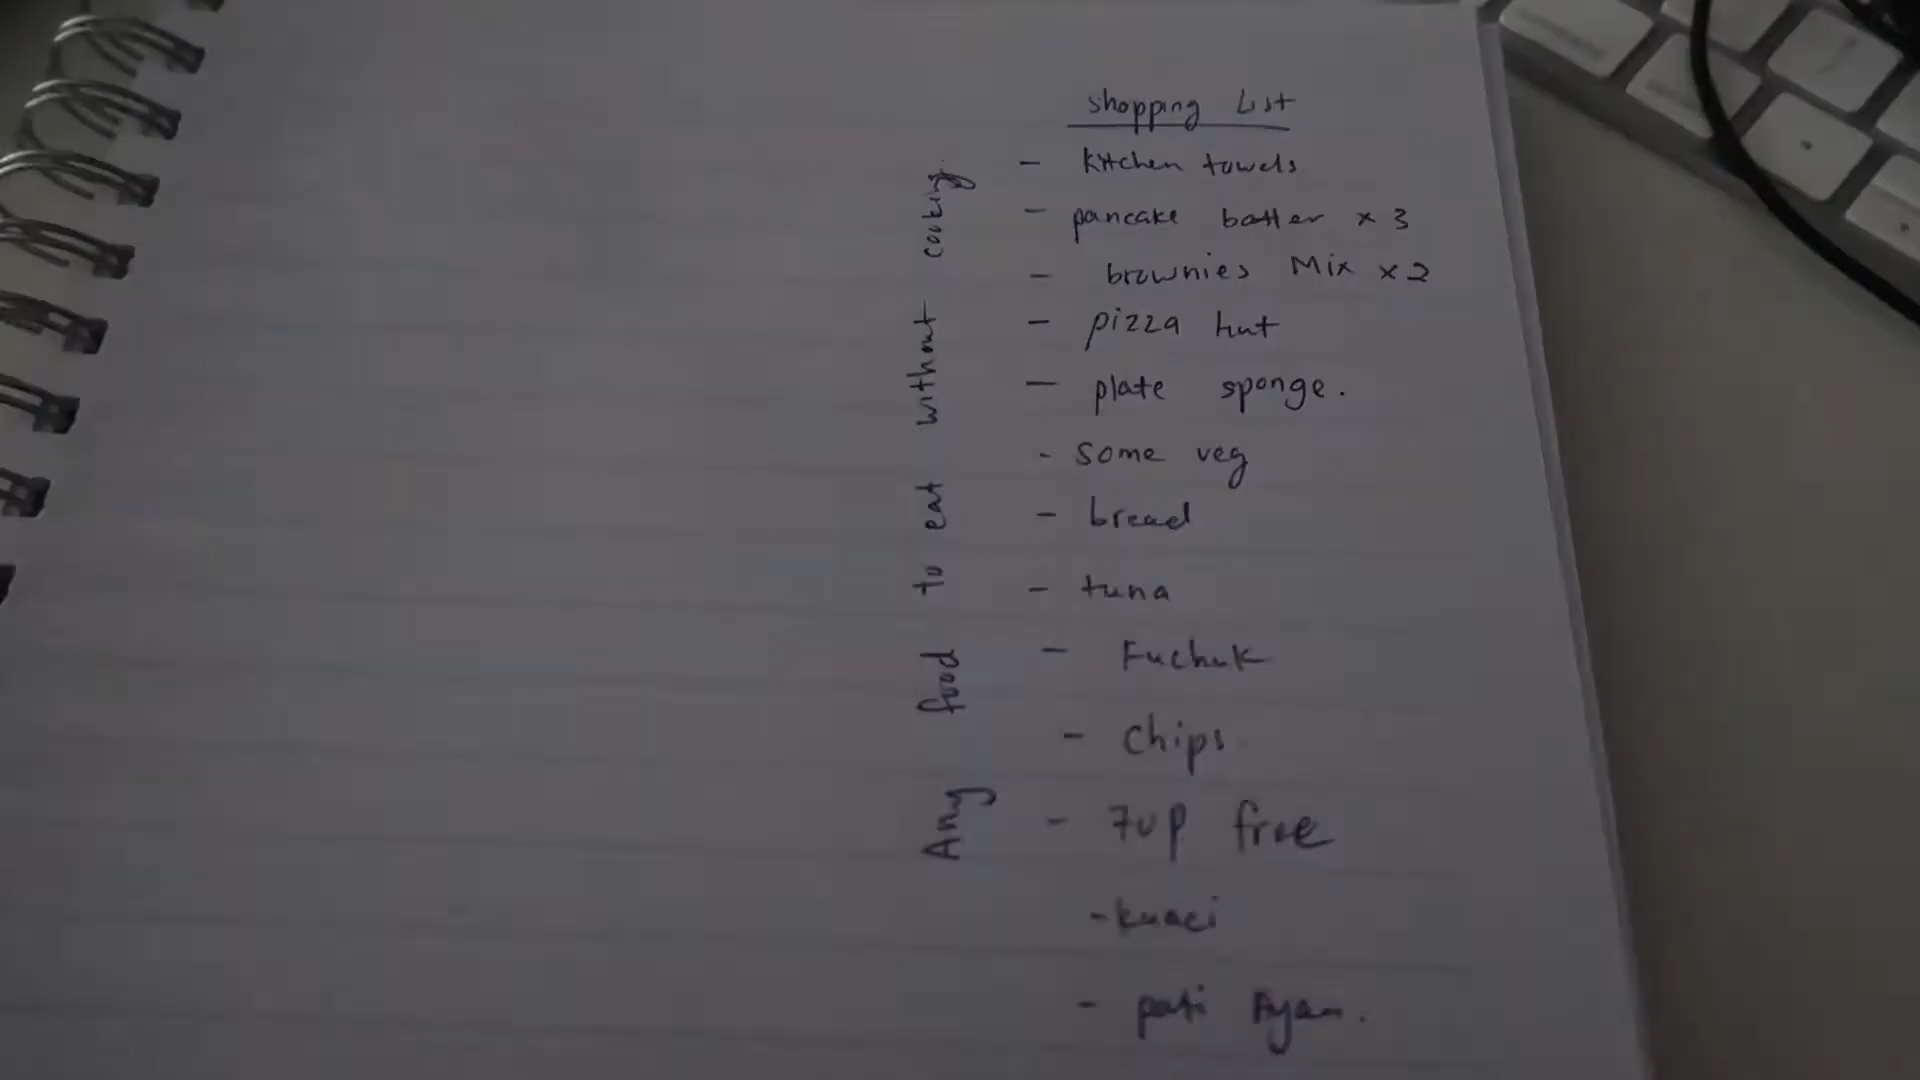 shopping List
- kitchen towels
- pancake batter x 3
- brownies Mix x 2
- pizza hut
- plate sponge.
- some veg
- bread
- tuna
- Fuchuk
- Chips
- 7up free
- kuaci
- pati Ayam.
Any food to eat without cooking